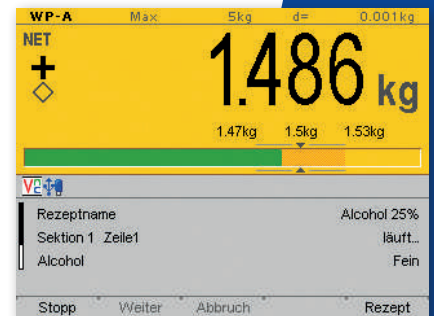 WP-A Max 5kg d= 0.001kg
NET
+
1.486 kg
1.47kg 1.5kg 1.53kg
V2
Rezeptname Alcohol 25%
Sektion 1 Zeile1 läuft...
Alcohol Fein
Stopp Weiter Abbruch Rezept